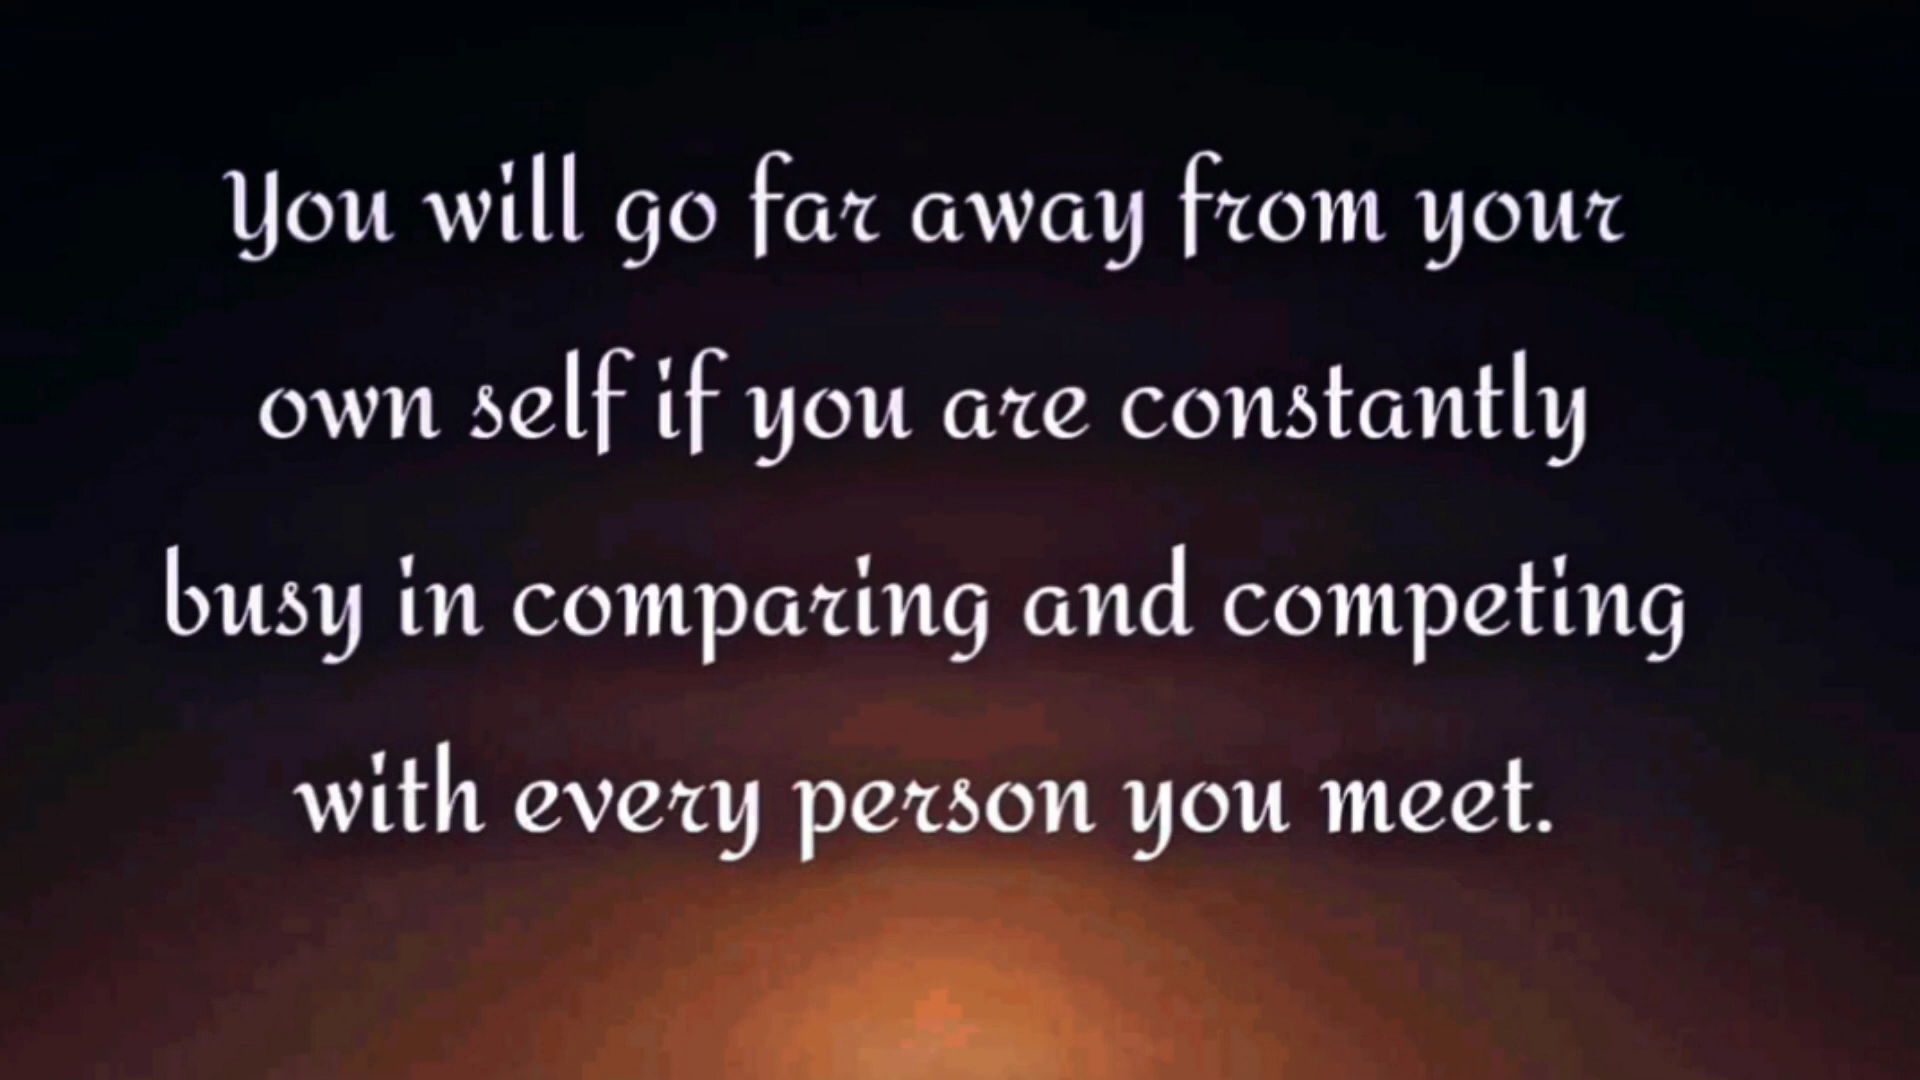 You will go far away from your
own self if you are constantly
busy in comparing and competing
with every person you meet.